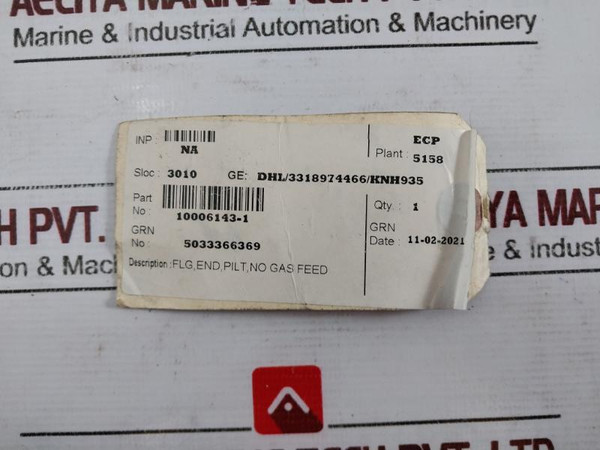 Marine & Industrial Automation & Machinery
INP :
NA
ECP
Plant : 5158
Sloc : 3010 GE: DHL/3318974466/KNH935
Part No : 10006143-1
Qty. : 1
GRN No : 5033366369
GRN Date : 11-02-2021
Description :FLG,END,PILT,NO GAS FEED
H PVT.
YA MAR
on & Mach
e & Indust